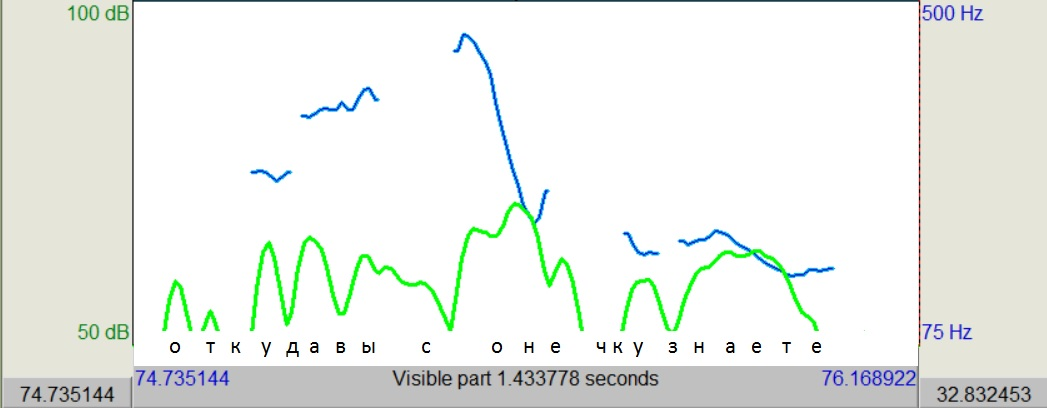 100 dB 500 Hz
50 dB 75 Hz
о т к у д а в ы с о н е ч к у з н а е т е
74.735144 Visible part 1.433778 seconds 76.168922
74.735144 32.832453